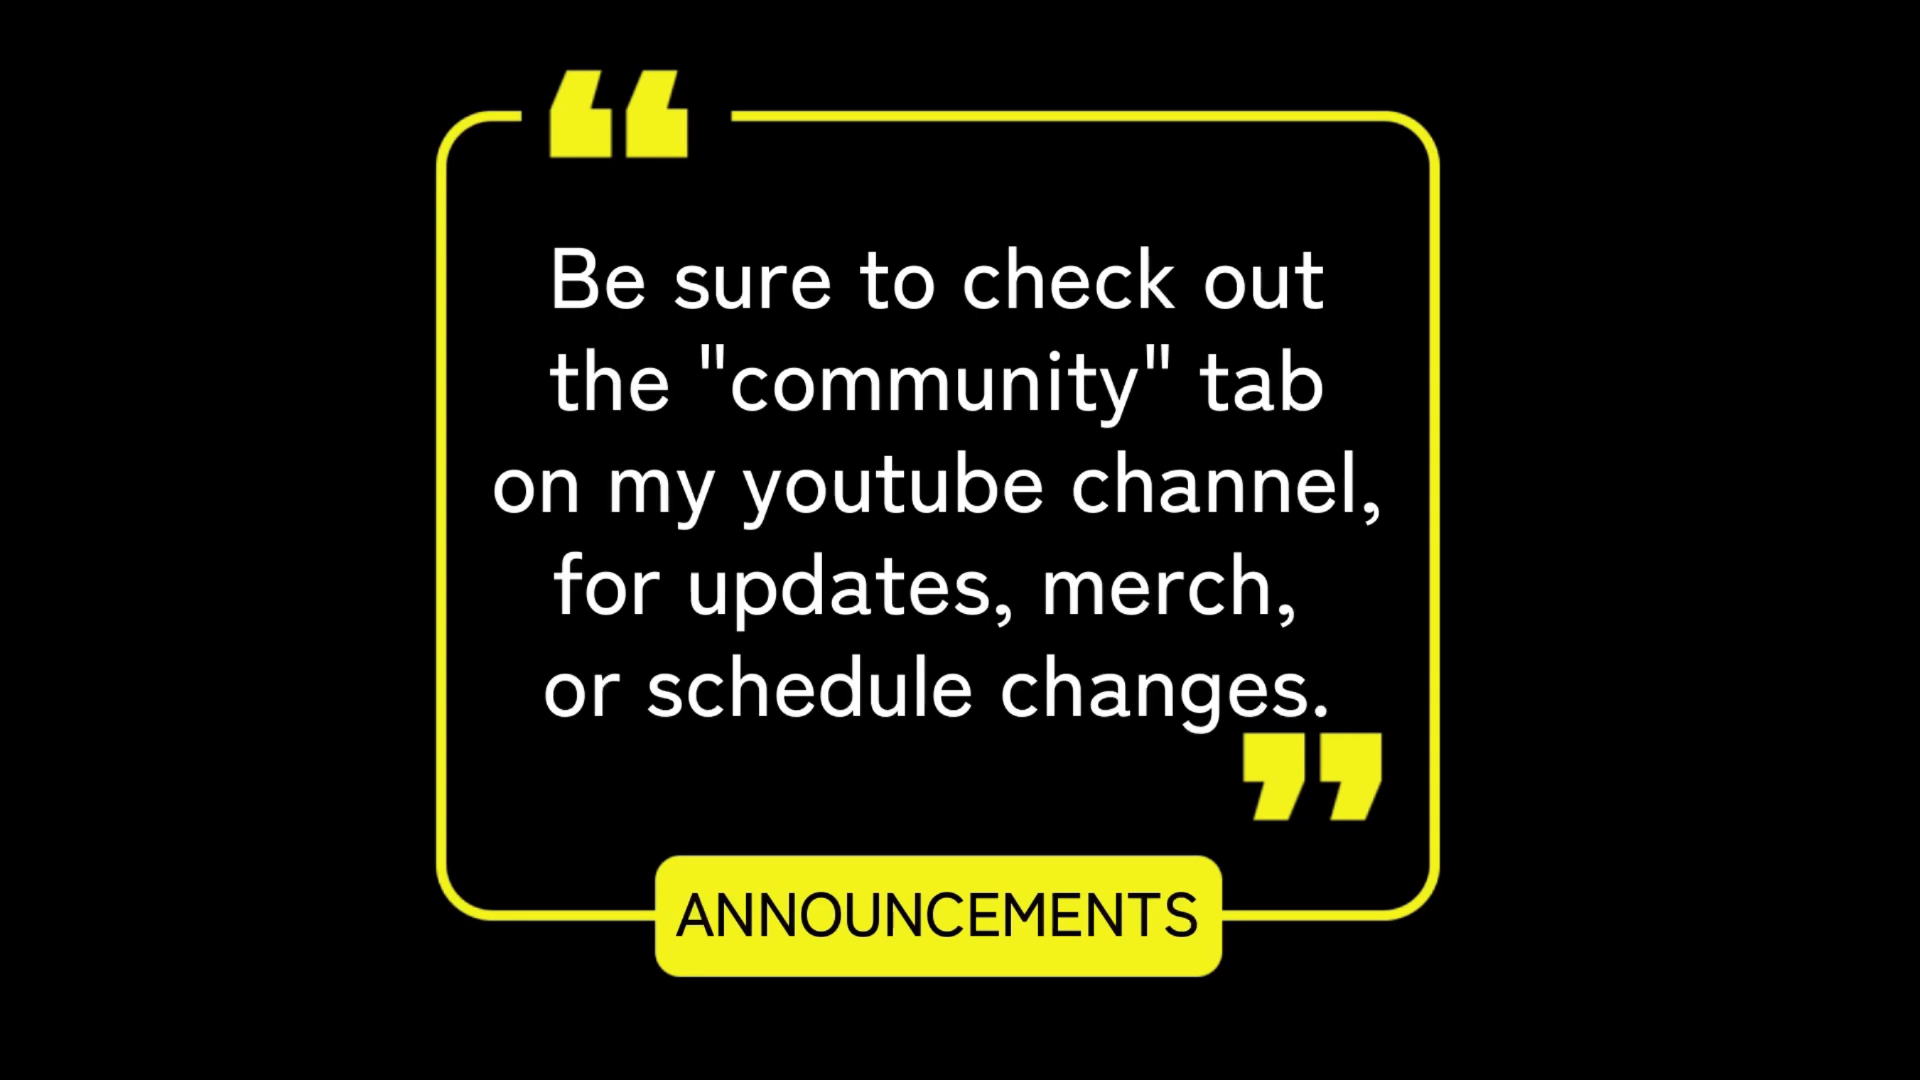 Be sure to check out
the "community" tab
on my youtube channel,
for updates, merch,
or schedule changes.
ANNOUNCEMENTS